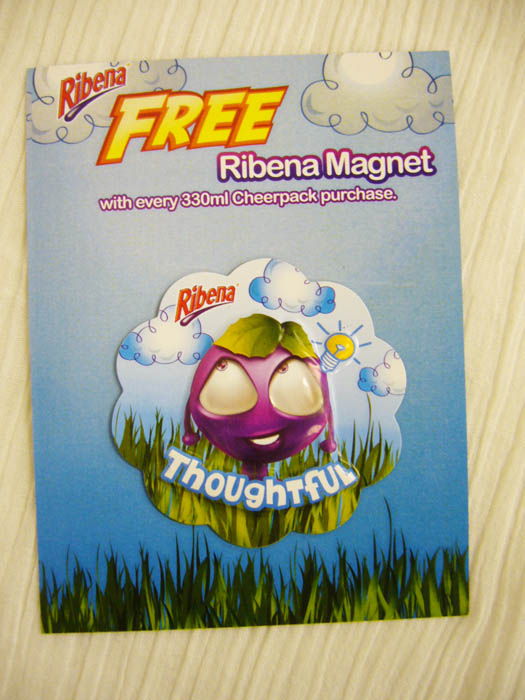 Ribena
FREE
Ribena Magnet
with every 330ml Cheerpack purchase.
Ribena
ThoughTfuL